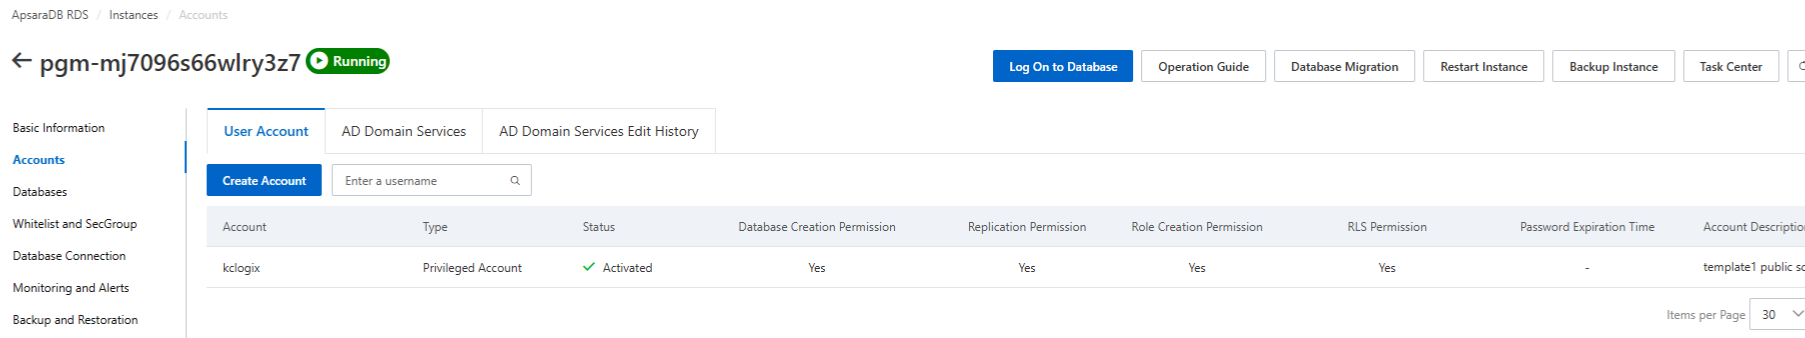 ApsaraDB RDS / Instances / Accounts
pgm-mj7096s66wlry3z7 Running
Log On to Database Operation Guide Database Migration Restart Instance Backup Instance Task Center
Basic Information
Accounts
Databases
Whitelist and SecGroup
Database Connection
Monitoring and Alerts
Backup and Restoration
User Account AD Domain Services AD Domain Services Edit History
Create Account Enter a username
Account Type Status Database Creation Permission Replication Permission Role Creation Permission RLS Permission Password Expiration Time Account Description
kclogix Privileged Account Activated Yes Yes Yes Yes - template1 public sc
Items per Page 30